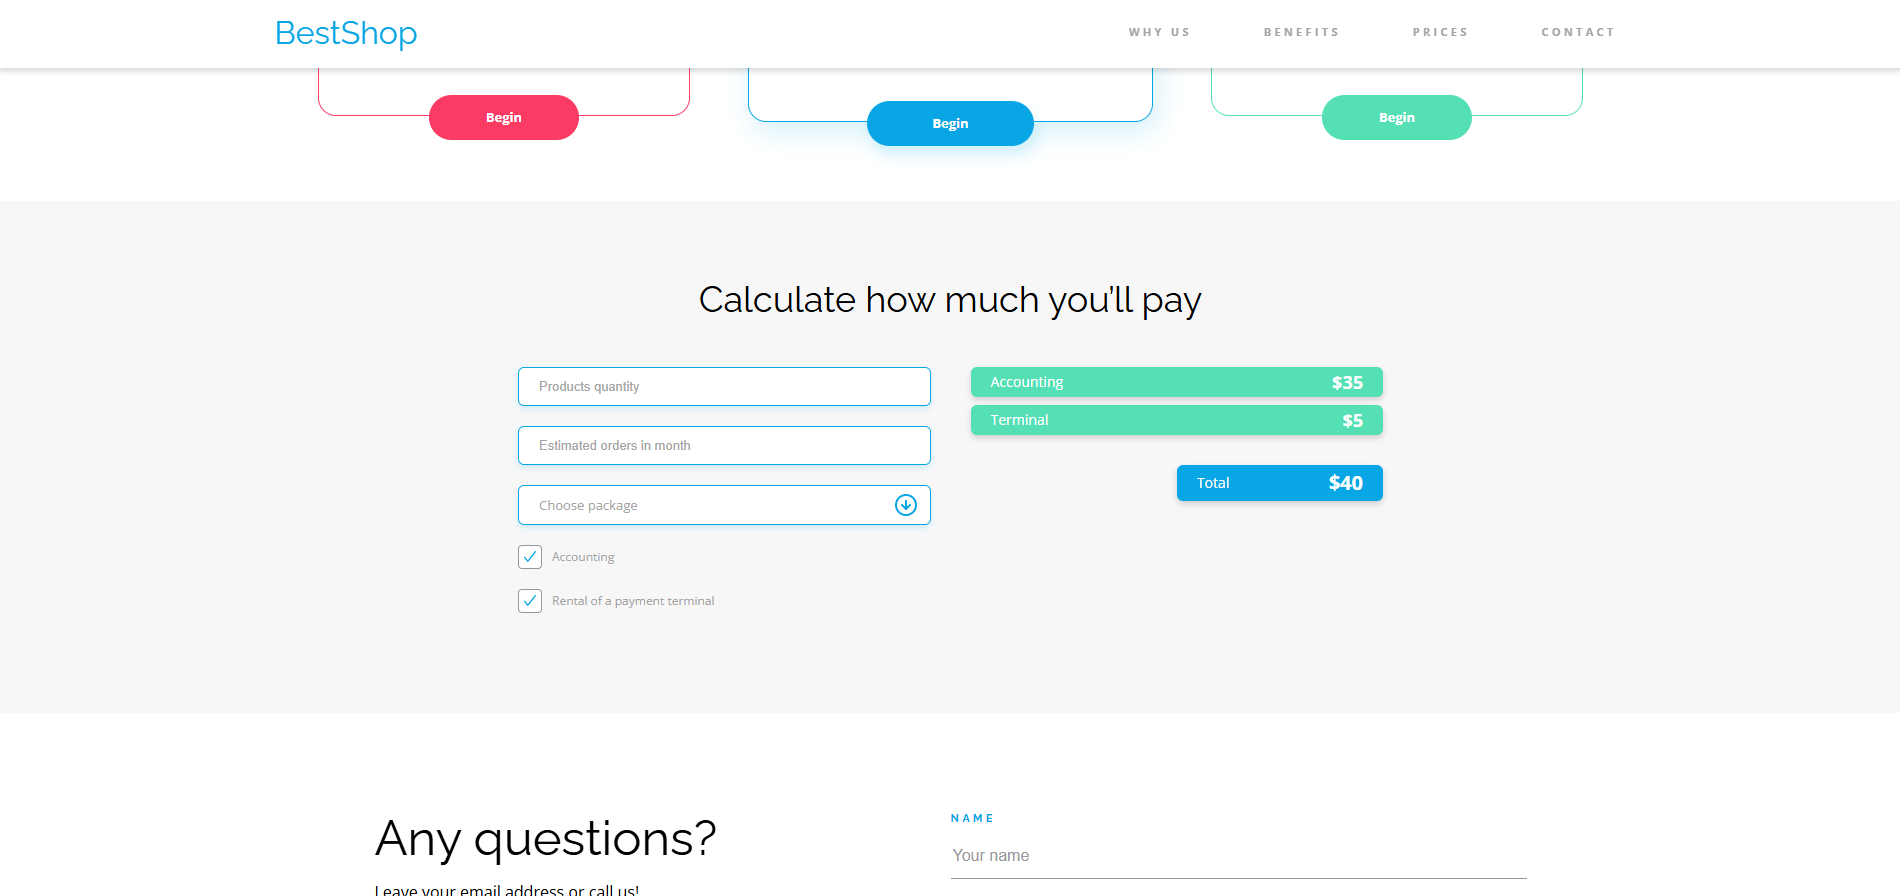 BestShop
WHY US
BENEFITS
PRICES
CONTACT
Begin
Begin
Begin
Calculate how much you’ll pay
Products quantity
Estimated orders in month
Choose package
Accounting
Rental of a payment terminal
Accounting $35
Terminal $5
Total $40
Any questions?
Leave your email address or call us!
NAME
Your name